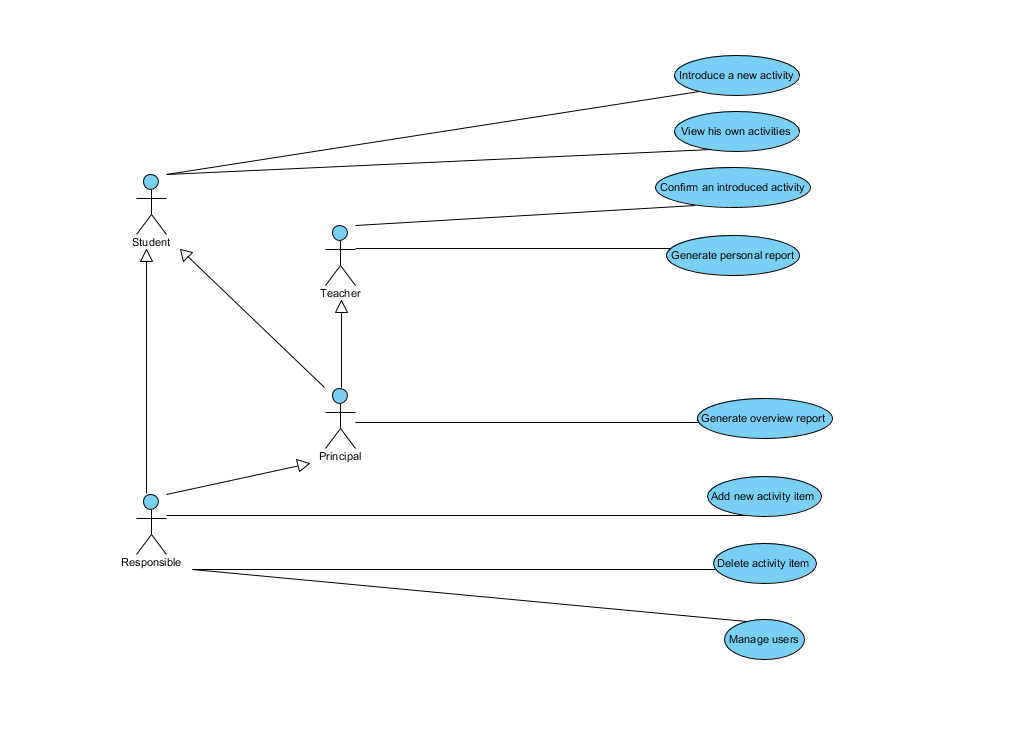 Introduce a new activity
View his own activities
Confirm an introduced activity
Student
Generate personal report
Teacher
Generate overview report
Principal
Add new activity item
Responsible
Delete activity item
Manage users